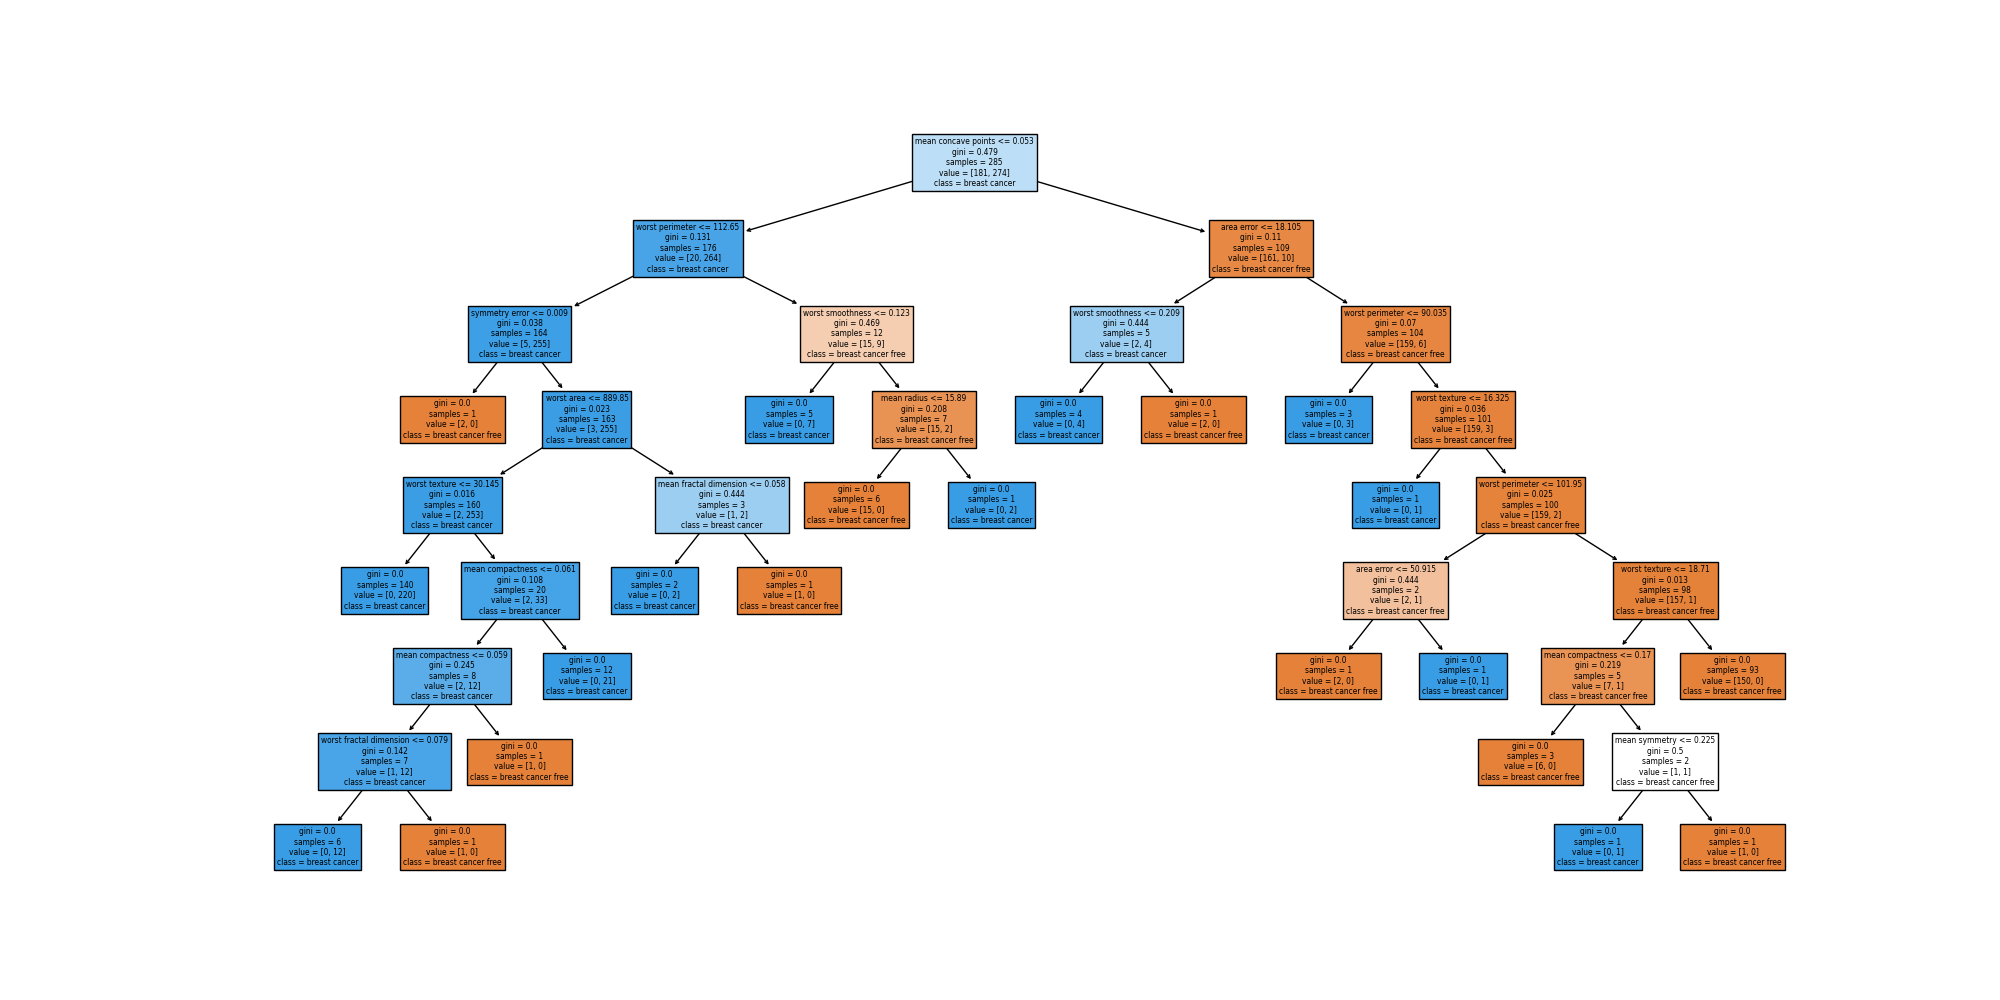 mean concave points <= 0.053
gini = 0.479
samples = 285
value = [181, 274]
class = breast cancer
worst perimeter <= 112.65
gini = 0.131
samples = 176
value = [20, 264]
class = breast cancer
area error <= 18.105
gini = 0.11
samples = 109
value = [161, 10]
class = breast cancer free
symmetry error <= 0.009
gini = 0.038
samples = 164
value = [5, 255]
class = breast cancer
worst smoothness <= 0.123
gini = 0.469
samples = 12
value = [15, 9]
class = breast cancer free
worst smoothness <= 0.209
gini = 0.444
samples = 5
value = [2, 4]
class = breast cancer
worst perimeter <= 90.035
gini = 0.07
samples = 104
value = [159, 6]
class = breast cancer free
gini = 0.0
samples = 1
value = [2, 0]
class = breast cancer free
worst area <= 889.85
gini = 0.023
samples = 163
value = [3, 255]
class = breast cancer
gini = 0.0
samples = 5
value = [0, 7]
class = breast cancer
mean radius <= 15.89
gini = 0.208
samples = 7
value = [15, 2]
class = breast cancer free
gini = 0.0
samples = 4
value = [0, 4]
class = breast cancer
gini = 0.0
samples = 1
value = [2, 0]
class = breast cancer free
gini = 0.0
samples = 3
value = [0, 3]
class = breast cancer
worst texture <= 16.325
gini = 0.036
samples = 101
value = [159, 3]
class = breast cancer free
worst texture <= 30.145
gini = 0.016
samples = 160
value = [2, 253]
class = breast cancer
mean fractal dimension <= 0.058
gini = 0.444
samples = 3
value = [1, 2]
class = breast cancer
gini = 0.0
samples = 6
value = [15, 0]
class = breast cancer free
gini = 0.0
samples = 1
value = [0, 2]
class = breast cancer
gini = 0.0
samples = 1
value = [0, 1]
class = breast cancer
worst perimeter <= 101.95
gini = 0.025
samples = 100
value = [159, 2]
class = breast cancer free
gini = 0.0
samples = 140
value = [0, 220]
class = breast cancer
mean compactness <= 0.061
gini = 0.108
samples = 20
value = [2, 33]
class = breast cancer
gini = 0.0
samples = 2
value = [0, 2]
class = breast cancer
gini = 0.0
samples = 1
value = [1, 0]
class = breast cancer free
area error <= 50.915
gini = 0.444
samples = 2
value = [2, 1]
class = breast cancer free
worst texture <= 18.71
gini = 0.013
samples = 98
value = [157, 1]
class = breast cancer free
mean compactness <= 0.059
gini = 0.245
samples = 8
value = [2, 12]
class = breast cancer
gini = 0.0
samples = 12
value = [0, 21]
class = breast cancer
gini = 0.0
samples = 1
value = [2, 0]
class = breast cancer free
gini = 0.0
samples = 1
value = [0, 1]
class = breast cancer
mean compactness <= 0.17
gini = 0.219
samples = 5
value = [7, 1]
class = breast cancer free
gini = 0.0
samples = 93
value = [150, 0]
class = breast cancer free
worst fractal dimension <= 0.079
gini = 0.142
samples = 7
value = [1, 12]
class = breast cancer
gini = 0.0
samples = 1
value = [1, 0]
class = breast cancer free
gini = 0.0
samples = 3
value = [6, 0]
class = breast cancer free
mean symmetry <= 0.225
gini = 0.5
samples = 2
value = [1, 1]
class = breast cancer free
gini = 0.0
samples = 6
value = [0, 12]
class = breast cancer
gini = 0.0
samples = 1
value = [1, 0]
class = breast cancer free
gini = 0.0
samples = 1
value = [0, 1]
class = breast cancer
gini = 0.0
samples = 1
value = [1, 0]
class = breast cancer free